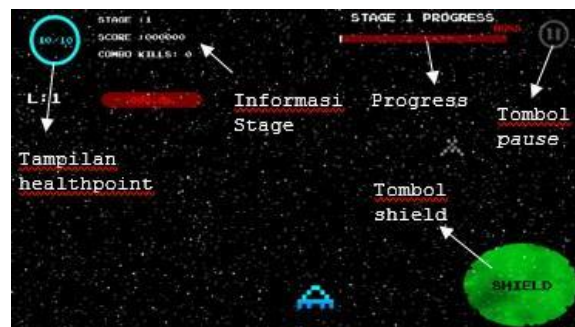 STAGE :1
SCORE :000000
COMBO KILLS: 0
10/10
STAGE 1 PROGRESS
L:1
Informasi
Stage
Progress
Tombol
pause
Tampilan
healthpoint
Tombol
shield
SHIELD